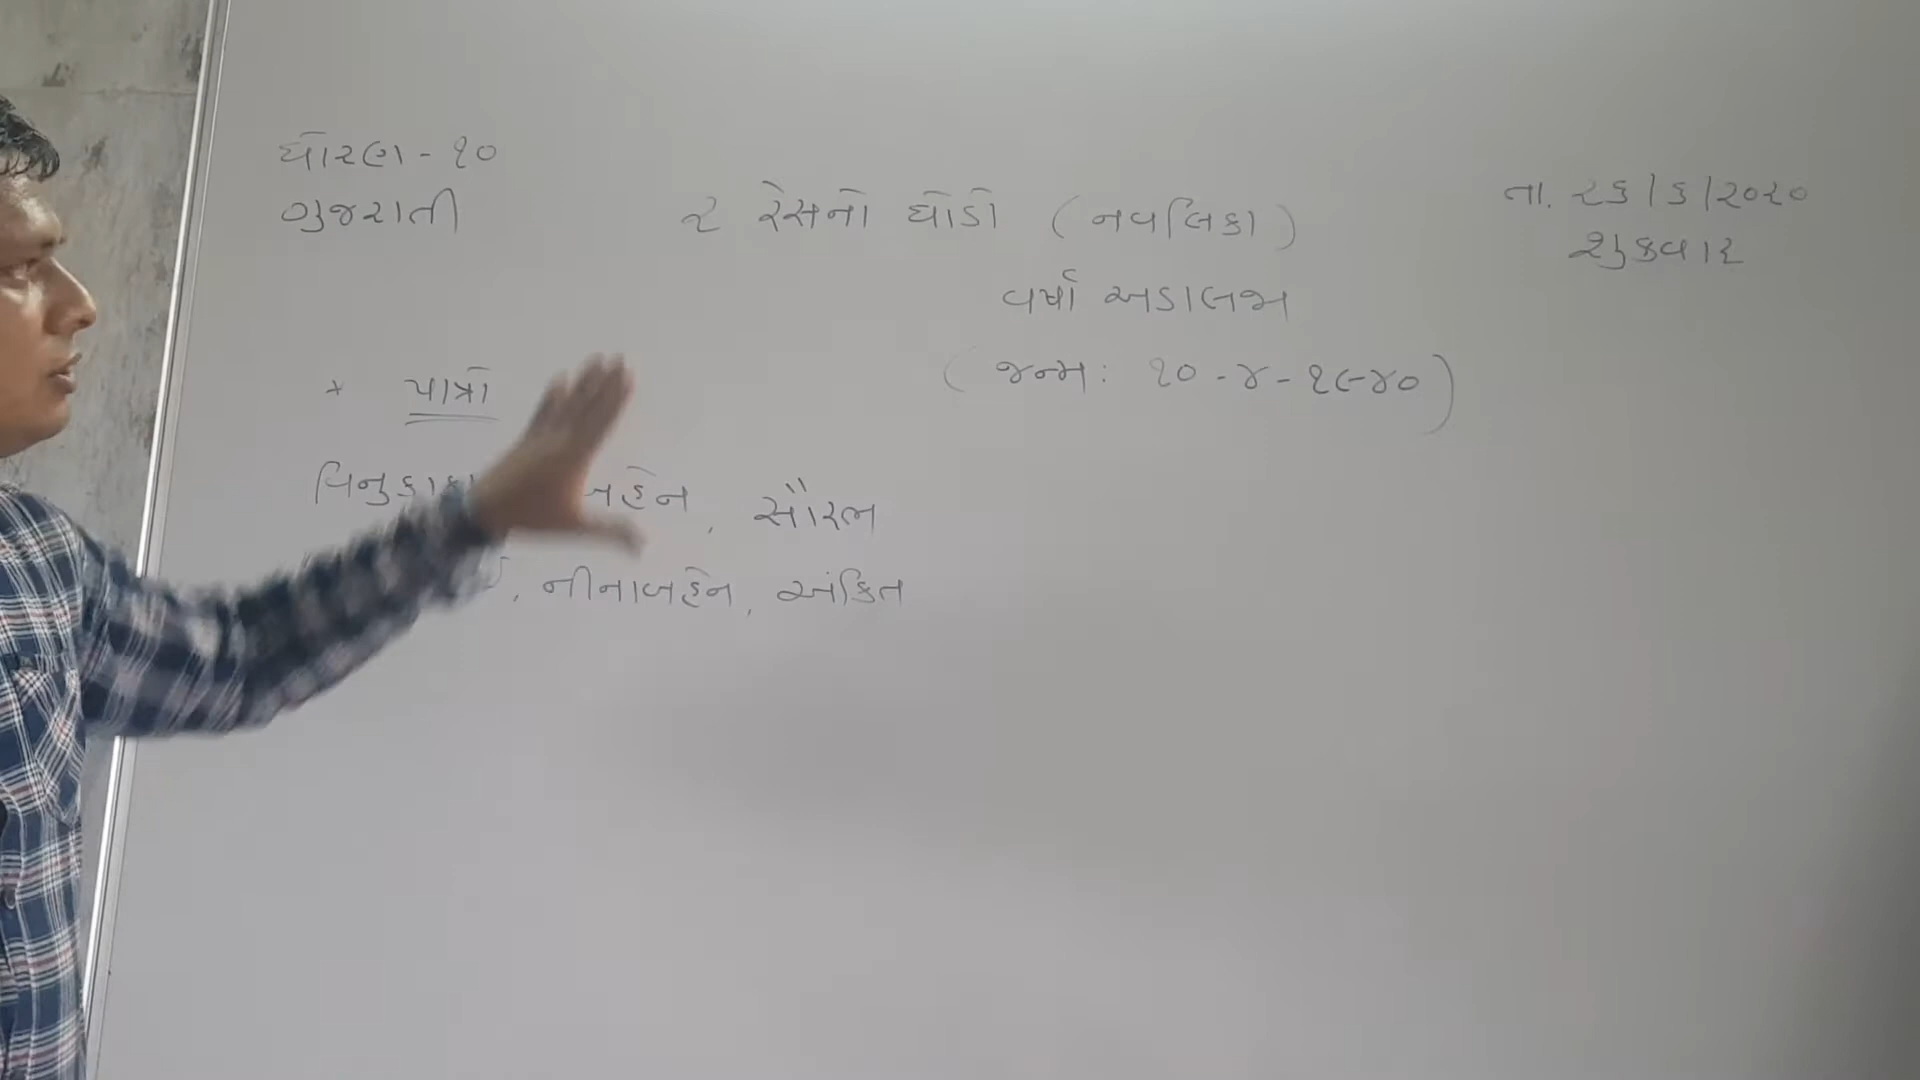 ધોરણ - ૧૦
ગુજરાતી
૨ રેસનો ઘોડો (નવલિકા)
તા. ૨૬/૬/૨૦૨૦
શુક્રવાર
વર્ષા અડાલજા
(જન્મ: ૧૦-૪-૧૯૪૦)
* પાત્રો
સૌરભ
, નીનાબહેન, અંકિત